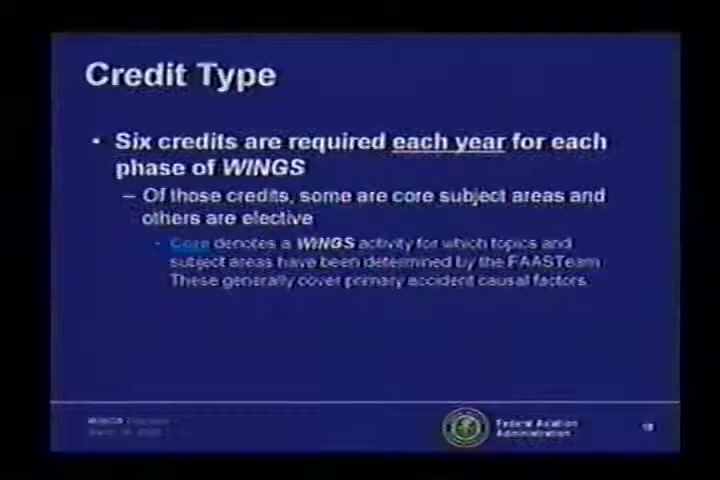 Credit Type
• Six credits are required each year for each
phase of WINGS
– Of those credits, some are core subject areas and
others are elective
• Core denotes a WINGS activity for which topics and
subject areas have been determined by the FAASTeam
These generally cover primary accident causal factors
WINGS
Federal Aviation
Administration